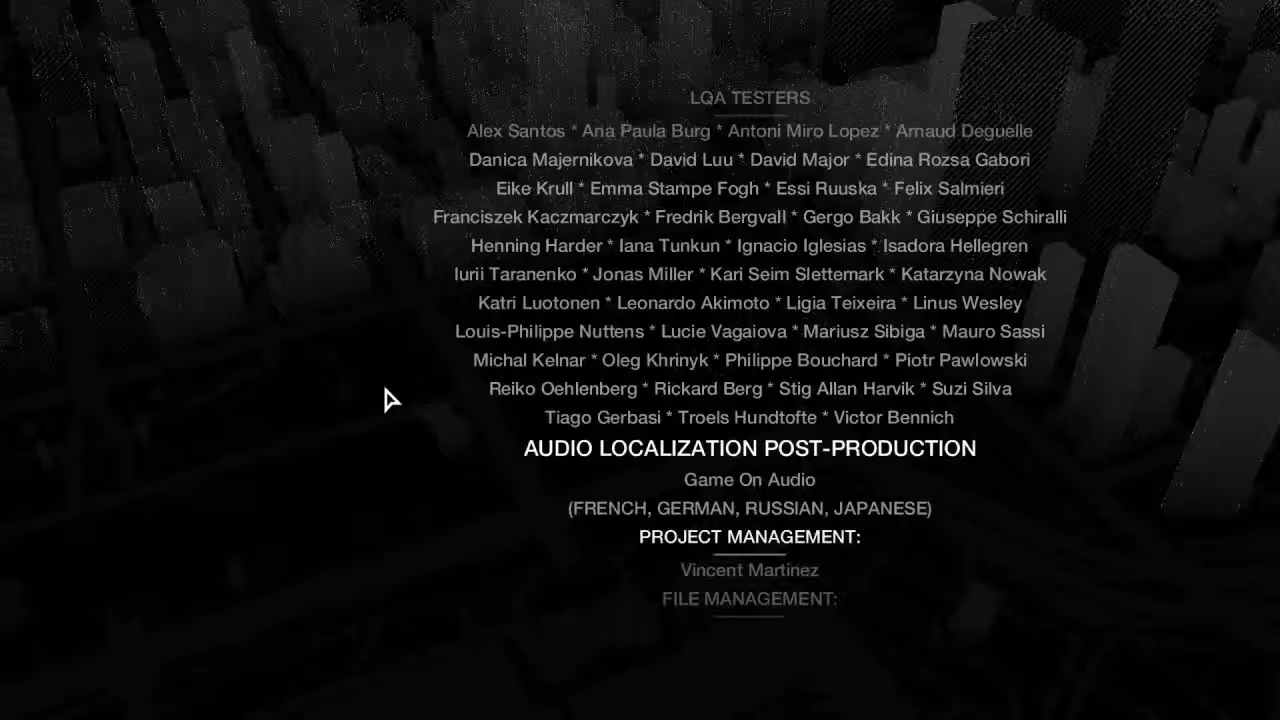 LQA TESTERS
Alex Santos * Ana Paula Burg * Antoni Miro Lopez * Arnaud Deguelle
Danica Majernikova * David Luu * David Major * Edina Rozsa Gabori
Eike Krull * Emma Stampe Fogh * Essi Ruuska * Felix Salmieri
Franciszek Kaczmarczyk * Fredrik Bergvall * Gergo Bakk * Giuseppe Schiralli
Henning Harder * Iana Tunkun * Ignacio Iglesias * Isadora Hellegren
Iurii Taranenko * Jonas Miller * Kari Seim Slettemark * Katarzyna Nowak
Katri Luotonen * Leonardo Akimoto * Ligia Teixeira * Linus Wesley
Louis-Philippe Nuttens * Lucie Vagaiova * Mariusz Sibiga * Mauro Sassi
Michal Kelnar * Oleg Khrinyk * Philippe Bouchard * Piotr Pawlowski
Reiko Oehlenberg * Rickard Berg * Stig Allan Harvik * Suzi Silva
Tiago Gerbasi * Troels Hundtofte * Victor Bennich
AUDIO LOCALIZATION POST-PRODUCTION
Game On Audio
(FRENCH, GERMAN, RUSSIAN, JAPANESE)
PROJECT MANAGEMENT:
Vincent Martinez
FILE MANAGEMENT: